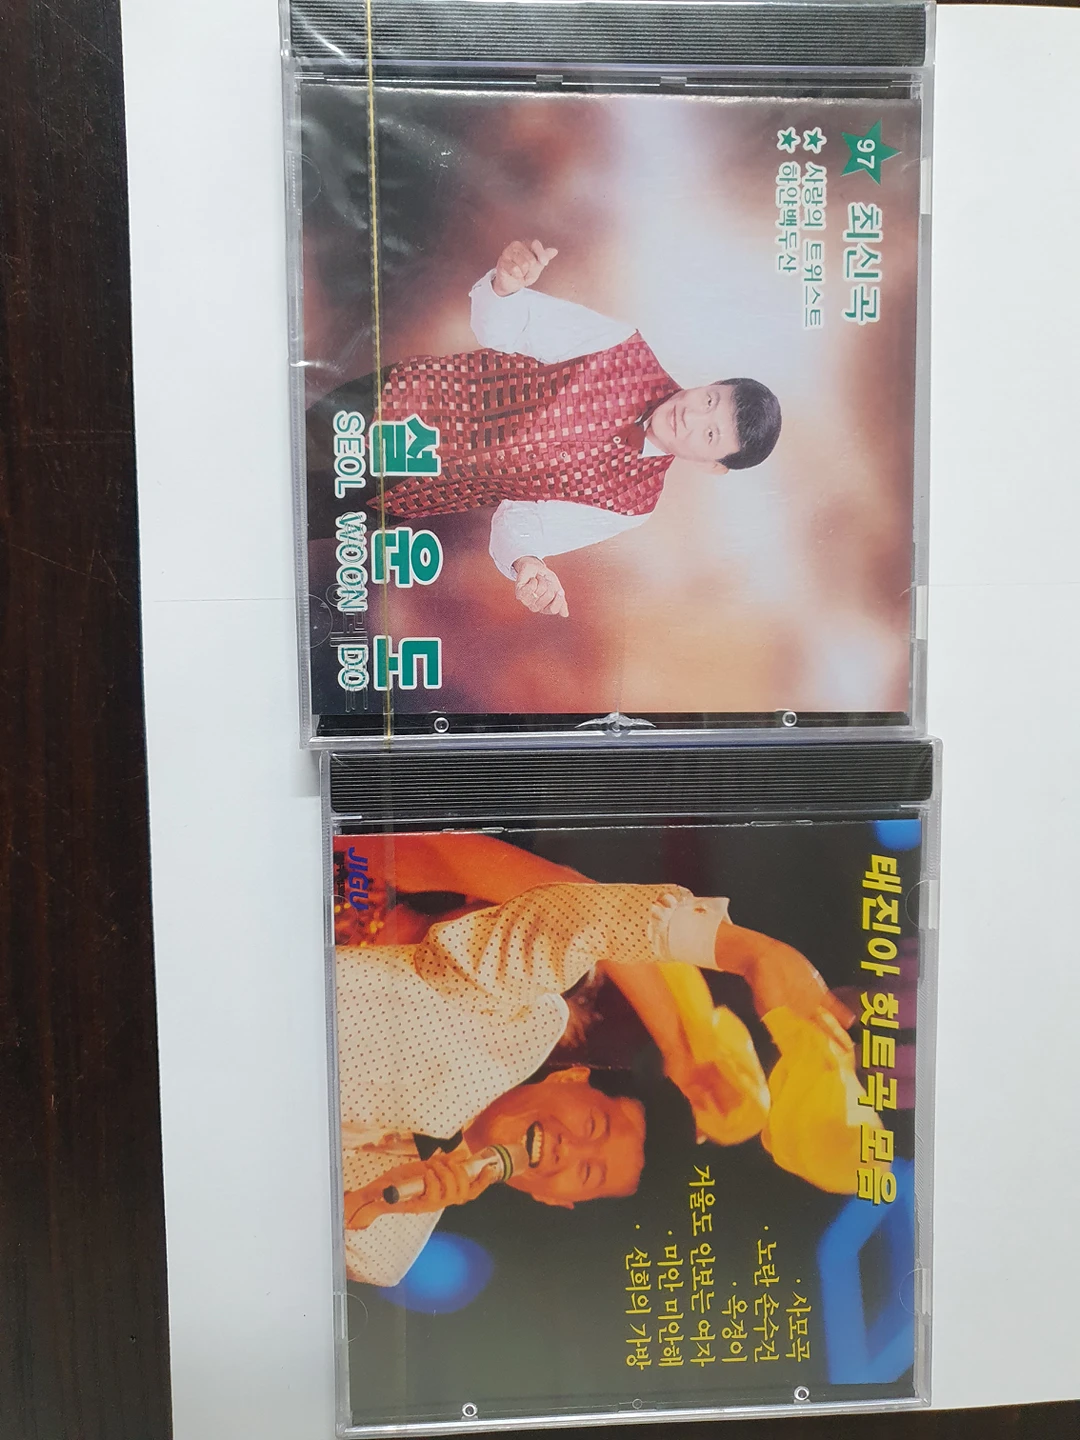 97 최신곡
★ 사랑의 트위스트
★ 하얀백두산
설운도
SEOL WOON DO
태진아 힛트곡 모음
· 사모곡
· 노란 손수건
· 옥경이
거울도 안보는 여자
· 미안 미안해
· 선희의 가방
JIGU